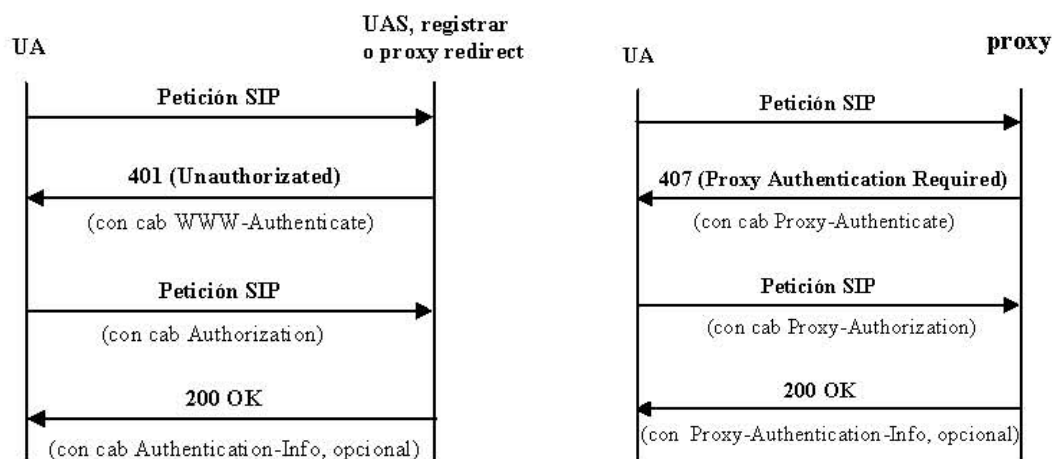 UA
UAS, registrar
o proxy redirect
Petición SIP
401 (Unauthorizated)
(con cab WWW-Authenticate)
Petición SIP
(con cab Authorization)
200 OK
(con cab Authentication-Info, opcional)
UA
proxy
Petición SIP
407 (Proxy Authentication Required)
(con cab Proxy-Authenticate)
Petición SIP
(con cab Proxy-Authorization)
200 OK
(con Proxy-Authentication-Info, opcional)